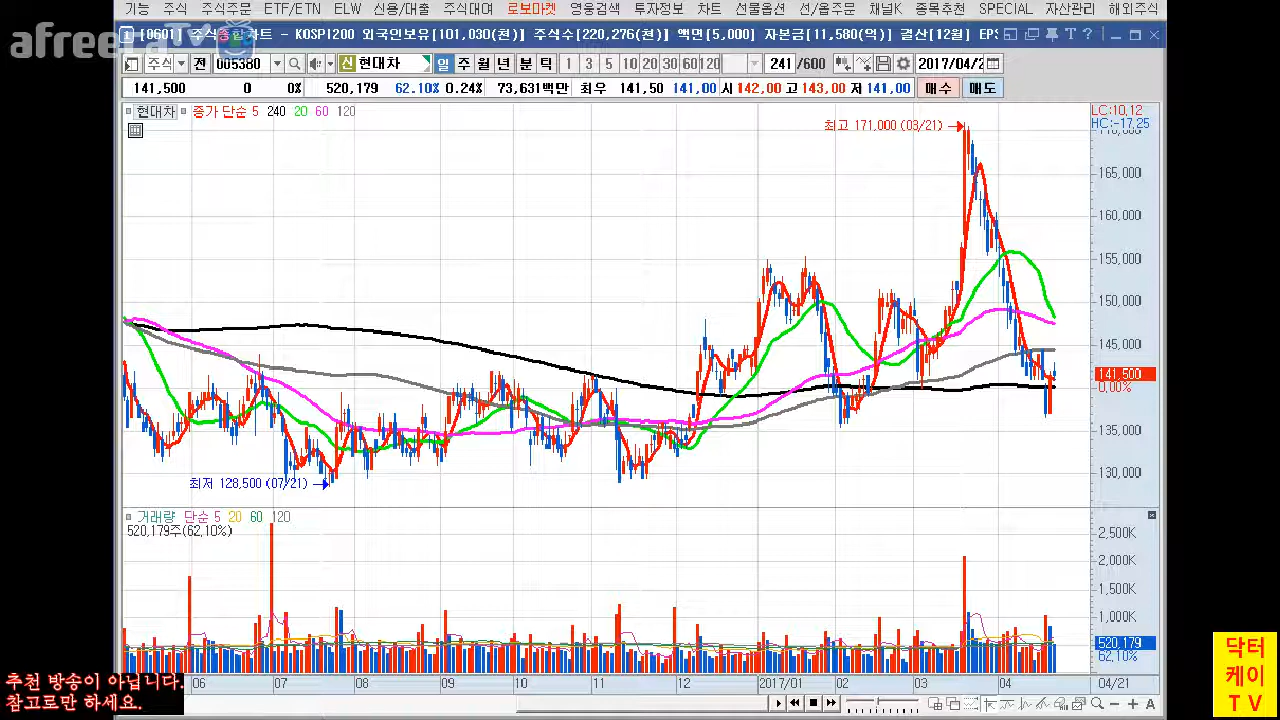 기능 주식 주식주문 ETF/ETN ELW 신용/대출 주식대여 로보마켓 영웅검색 투자정보 차트 선물옵션 선/옵주문 채널K 종목추천 SPECIAL 자산관리 해외주식
afreecaTV
1 [0601] 주식종합차트 - KOSPI200 외국인보유[101,030(천)] 주식수[220,276(천)] 액면[5,000] 자본금[11,580(억)] 결산[12월] EPS
주식 전 005380 신 현대차 일 주 월 년 분 틱 1 3 5 10 20 30 60 120 241 /600 2017/04/2
141,500 0 0% 520,179 62.10% 0.24% 73,631백만 최우 141,50 141,00 시 142,00 고 143,00 저 141,00 매수 매도
현대차 종가 단순 5 240 20 60 120
LC:10,12
HC:-17,25
최고 171,000 (03/21)
170,000
165,000
160,000
155,000
150,000
145,000
141,500
0,00%
135,000
130,000
최저 128,500 (07/21)
거래량 단순 5 20 60 120
520,179주(62,10%)
2,500K
2,000K
1,500K
1,000K
520,179
62,10%
06 07 08 09 10 11 12 2017/01 02 03 04 04/21
추천 방송이 아닙니다.
참고로만 하세요.
닥터
케이
T V